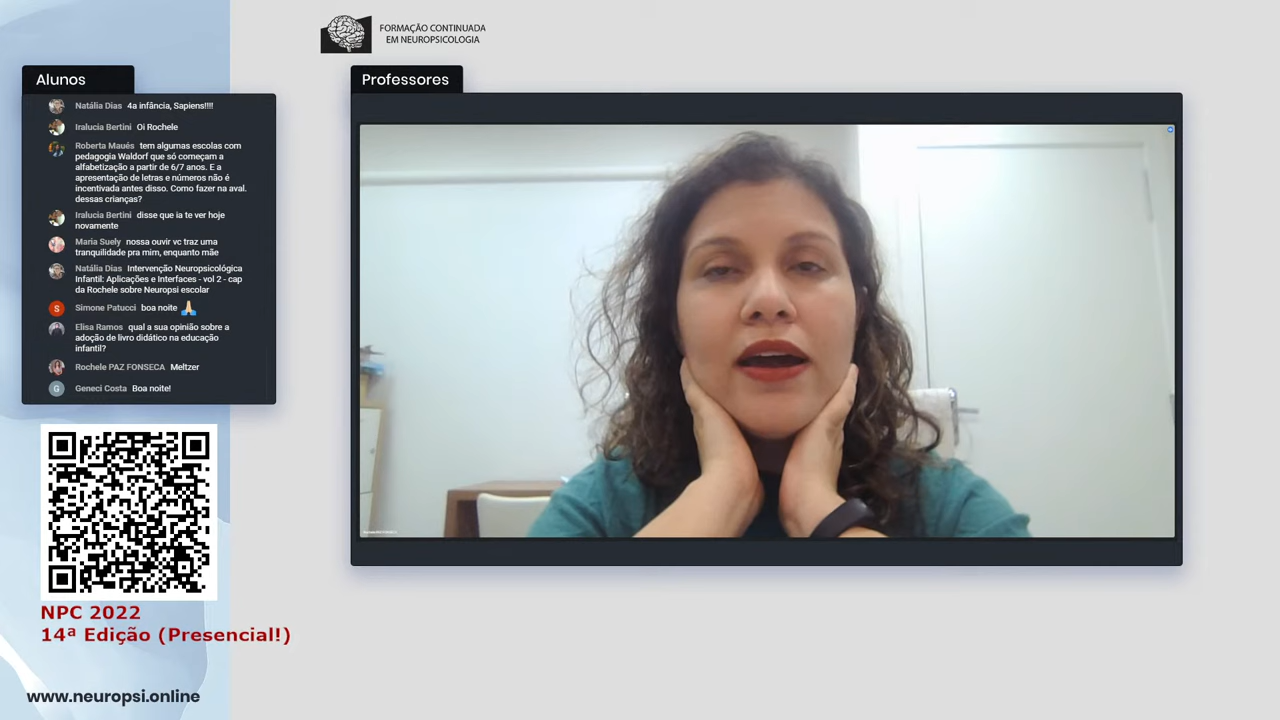 FORMAÇÃO CONTINUADA
EM NEUROPSICOLOGIA
Alunos
Natália Dias 4a infância, Sapiens!!!!
Iralucia Bertini Oi Rochele
Roberta Maués tem algumas escolas com
pedagogia Waldorf que só começam a
alfabetização a partir de 6/7 anos. E a
apresentação de letras e números não é
incentivada antes disso. Como fazer na aval.
dessas crianças?
Iralucia Bertini disse que ia te ver hoje
novamente
Maria Suely nossa ouvir vc traz uma
tranquilidade pra mim, enquanto mãe
Natália Dias Intervenção Neuropsicológica
Infantil: Aplicações e Interfaces - vol 2 - cap
da Rochele sobre Neuropsi escolar
S
Simone Patucci boa noite 🙏🏼
Elisa Ramos qual a sua opinião sobre a
adoção de livro didático na educação
infantil?
Rochele PAZ FONSECA Meltzer
G
Geneci Costa Boa noite!
Professores
NPC 2022
14ª Edição (Presencial!)
www.neuropsi.online